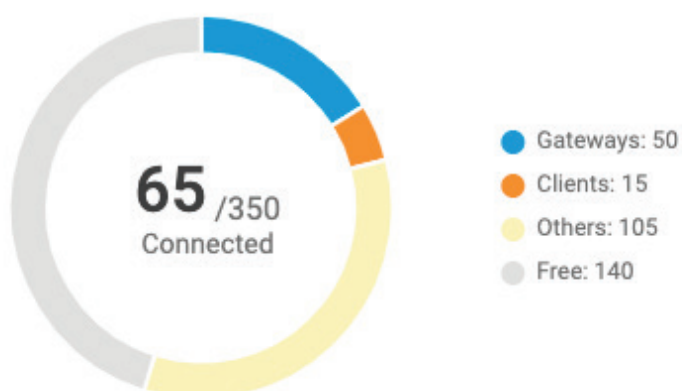 65 /350
Connected
Gateways: 50
Clients: 15
Others: 105
Free: 140